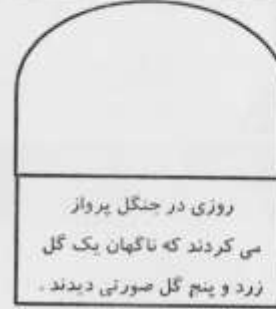 روزی در جنگل پرواز
می کردند که ناگهان یک گل
زرد و پنج گل صورتی دیدند .